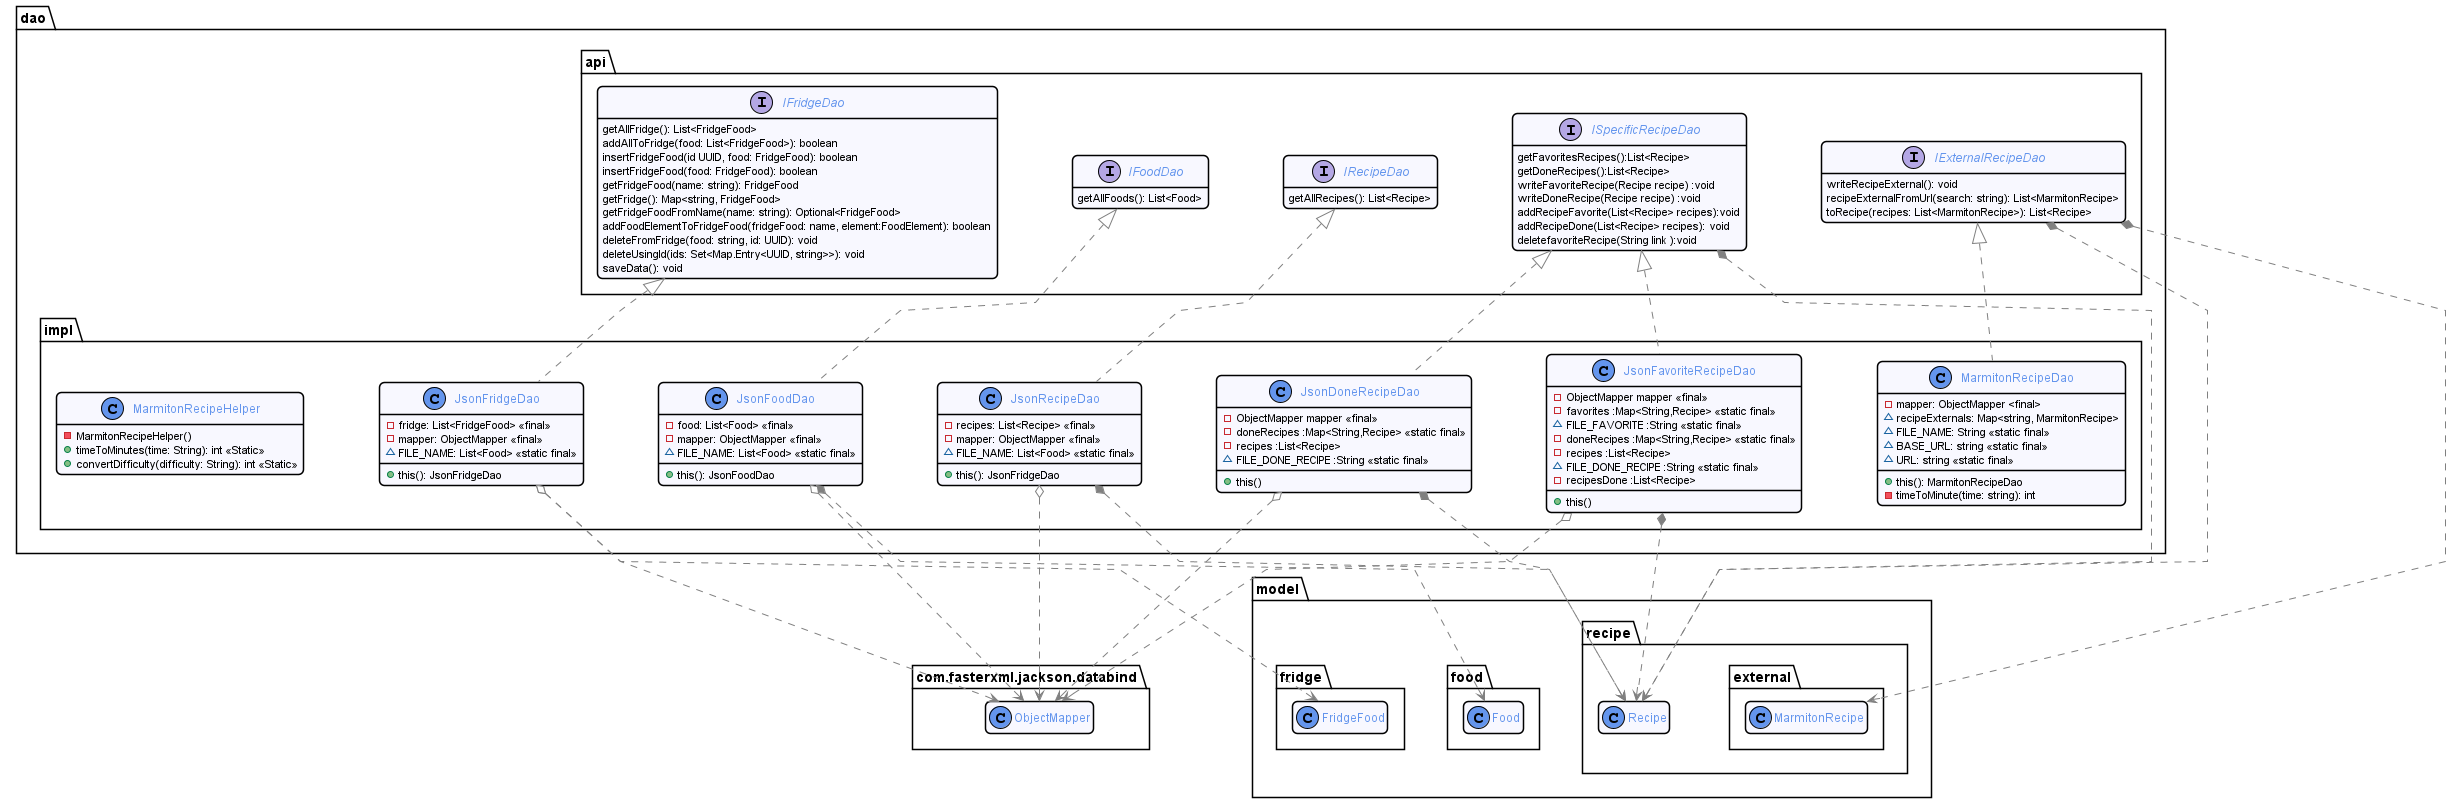 dao
api
I IFridgeDao
getAllFridge(): List<FridgeFood>
addAllToFridge(food: List<FridgeFood>): boolean
insertFridgeFood(id UUID, food: FridgeFood): boolean
insertFridgeFood(food: FridgeFood): boolean
getFridgeFood(name: string): FridgeFood
getFridge(): Map<string, FridgeFood>
getFridgeFoodFromName(name: string): Optional<FridgeFood>
addFoodElementToFridgeFood(fridgeFood: name, element:FoodElement): boolean
deleteFromFridge(food: string, id: UUID): void
deleteUsingId(ids: Set<Map.Entry<UUID, string>>): void
saveData(): void
I IFoodDao
getAllFoods(): List<Food>
I IRecipeDao
getAllRecipes(): List<Recipe>
I ISpecificRecipeDao
getFavoritesRecipes():List<Recipe>
getDoneRecipes():List<Recipe>
writeFavoriteRecipe(Recipe recipe) :void
writeDoneRecipe(Recipe recipe) :void
addRecipeFavorite(List<Recipe> recipes):void
addRecipeDone(List<Recipe> recipes): void
deletefavoriteRecipe(String link ):void
I IExternalRecipeDao
writeRecipeExternal(): void
recipeExternalFromUrl(search: string): List<MarmitonRecipe>
toRecipe(recipes: List<MarmitonRecipe>): List<Recipe>
impl
C MarmitonRecipeHelper
MarmitonRecipeHelper()
timeToMinutes(time: String): int «Static»
convertDifficulty(difficulty: String): int «Static»
C JsonFridgeDao
fridge: List<FridgeFood> «final»
mapper: ObjectMapper «final»
FILE_NAME: List<Food> «static final»
this(): JsonFridgeDao
C JsonFoodDao
food: List<Food> «final»
mapper: ObjectMapper «final»
FILE_NAME: List<Food> «static final»
this(): JsonFoodDao
C JsonRecipeDao
recipes: List<Recipe> «final»
mapper: ObjectMapper «final»
FILE_NAME: List<Food> «static final»
this(): JsonFridgeDao
C JsonDoneRecipeDao
ObjectMapper mapper «final»
doneRecipes :Map<String,Recipe> «static final»
recipes :List<Recipe>
FILE_DONE_RECIPE :String «static final»
this()
C JsonFavoriteRecipeDao
ObjectMapper mapper «final»
favorites :Map<String,Recipe> «static final»
FILE_FAVORITE :String «static final»
doneRecipes :Map<String,Recipe> «static final»
recipes :List<Recipe>
FILE_DONE_RECIPE :String «static final»
recipesDone :List<Recipe>
this()
C MarmitonRecipeDao
mapper: ObjectMapper <final>
recipeExternals: Map<string, MarmitonRecipe>
FILE_NAME: String «static final»
BASE_URL: string «static final»
URL: string «static final»
this(): MarmitonRecipeDao
timeToMinute(time: string): int
model
recipe
com.fasterxml.jackson.databind
fridge
food
external
C ObjectMapper
C FridgeFood
C Food
C Recipe
C MarmitonRecipe